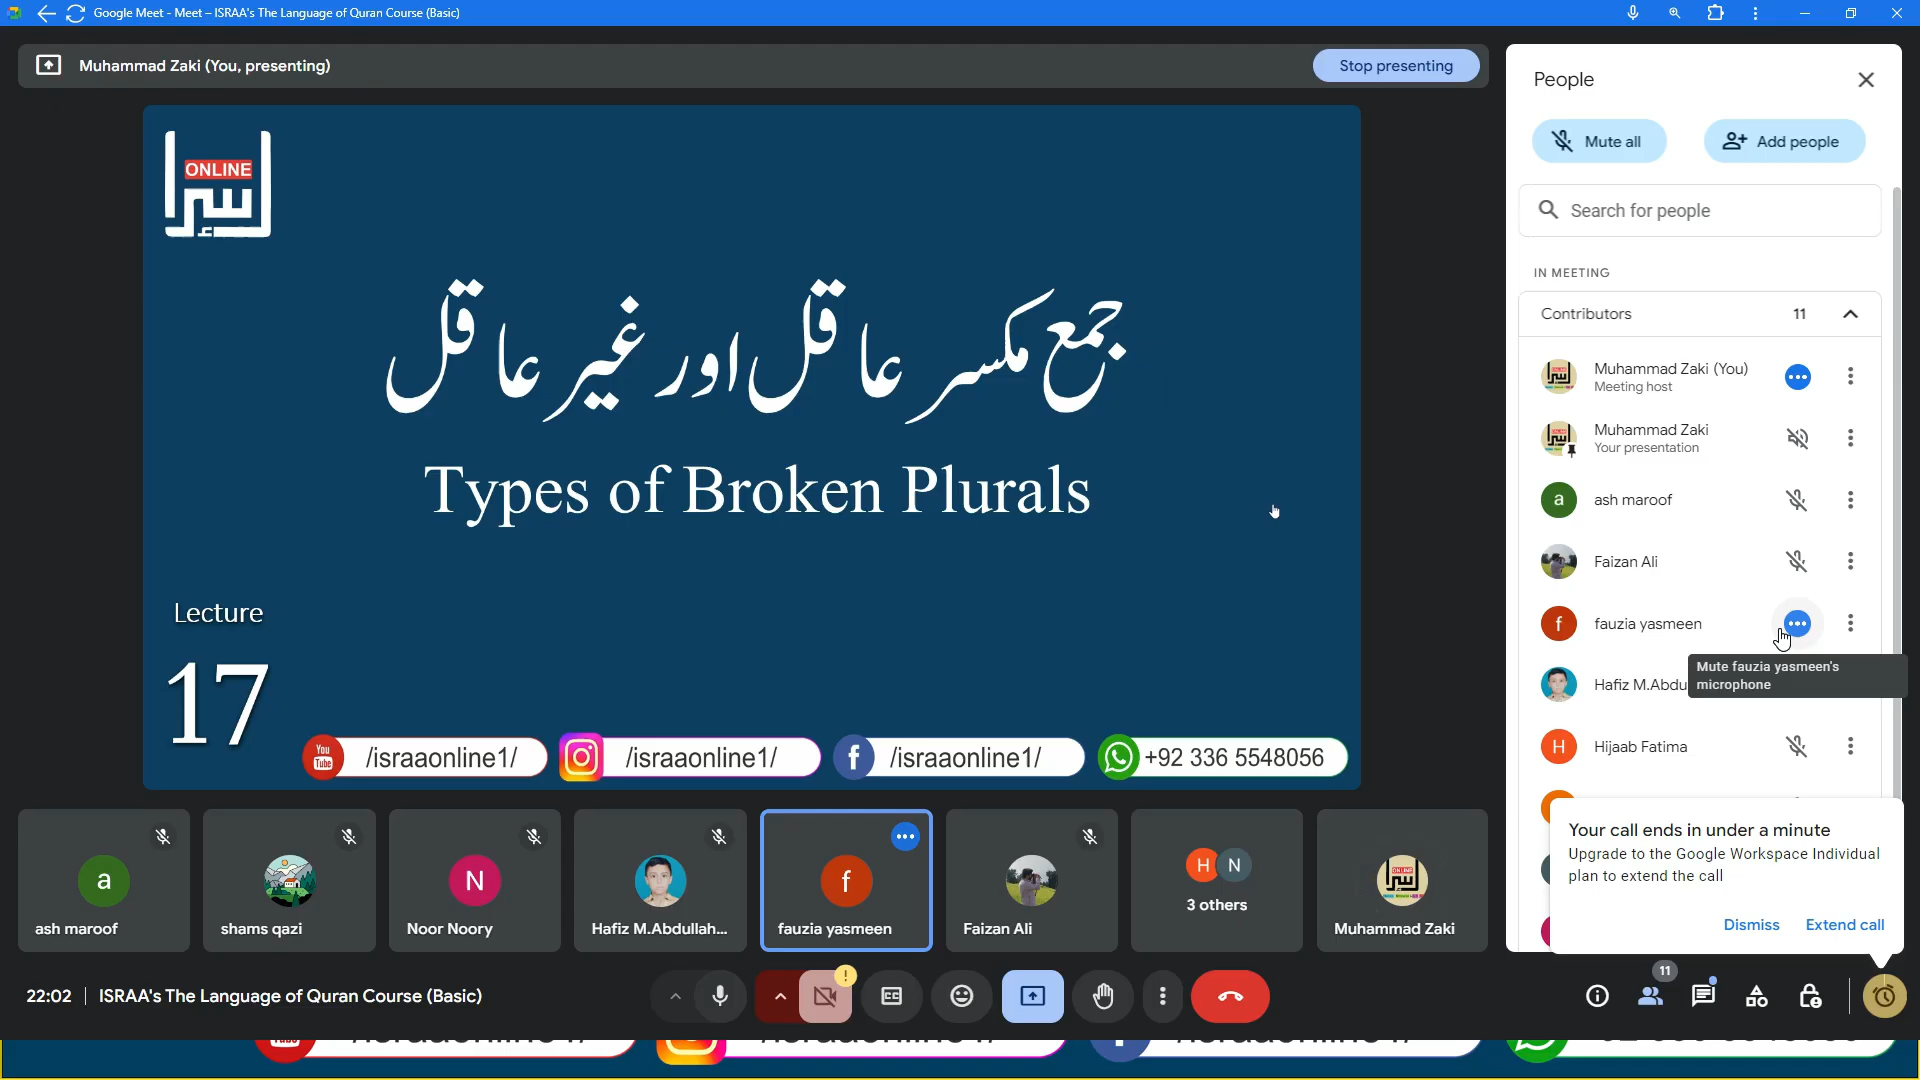 Google Meet - Meet – ISRAA's The Language of Quran Course (Basic)
Muhammad Zaki (You, presenting)
Stop presenting
ONLINE
إسرا
جمع مکسر عاقل اور غیر عاقل
Types of Broken Plurals
Lecture
17
You
Tube
/israaonline1/
/israaonline1/
f
/israaonline1/
+92 336 5548056
People
Mute all
Add people
Search for people
IN MEETING
Contributors
11
Muhammad Zaki (You)
Meeting host
Muhammad Zaki
Your presentation
a
ash maroof
Faizan Ali
f
fauzia yasmeen
Mute fauzia yasmeen's
microphone
Hafiz M.Abdu
H
Hijaab Fatima
Your call ends in under a minute
Upgrade to the Google Workspace Individual
plan to extend the call
Dismiss
Extend call
a
ash maroof
shams qazi
N
Noor Noory
Hafiz M.Abdullah...
f
fauzia yasmeen
Faizan Ali
H N
3 others
Muhammad Zaki
22:02
ISRAA's The Language of Quran Course (Basic)
11